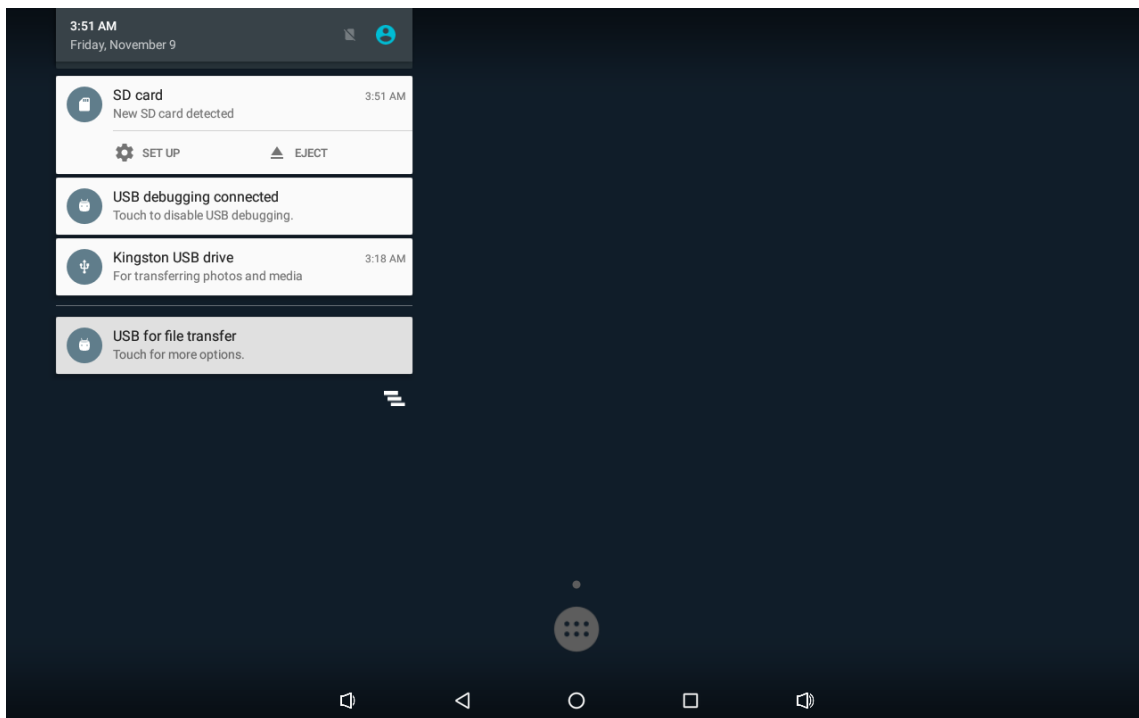 3:51 AM
Friday, November 9
SD card 3:51 AM
New SD card detected
SET UP EJECT
USB debugging connected
Touch to disable USB debugging.
Kingston USB drive 3:18 AM
For transferring photos and media
USB for file transfer
Touch for more options.